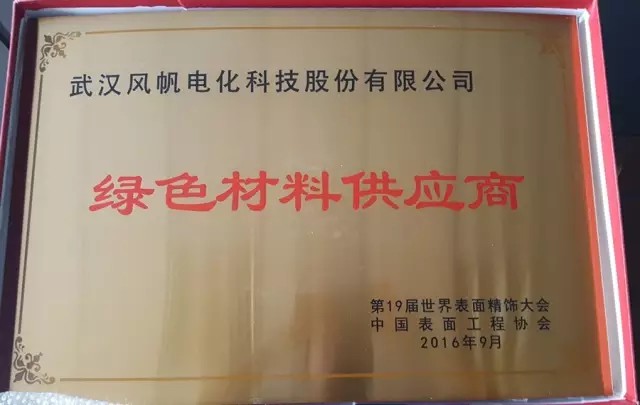 武汉风帆电化科技股份有限公司
绿色材料供应商
第19届世界表面精饰大会
中国表面工程协会
2016年9月